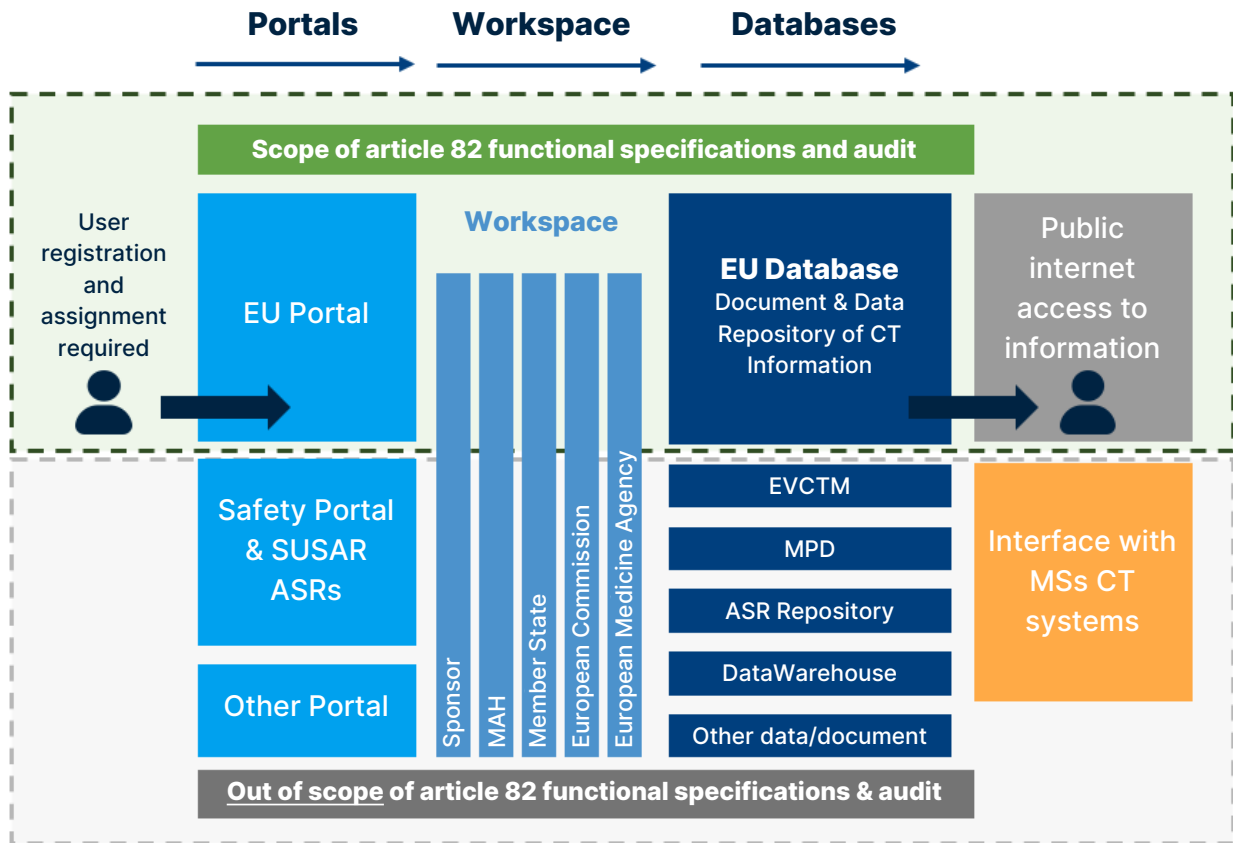 Portals
Workspace
Databases
Scope of article 82 functional specifications and audit
User
registration
and
assignment
required
EU Portal
Workspace
EU Database
Document & Data
Repository of CT
Information
Public
internet
access to
information
Safety Portal
& SUSAR
ASRs
Other Portal
Sponsor
MAH
Member State
European Commission
European Medicine Agency
EVCTM
MPD
ASR Repository
DataWarehouse
Other data/document
Interface with
MSs CT
systems
Out of scope of article 82 functional specifications & audit